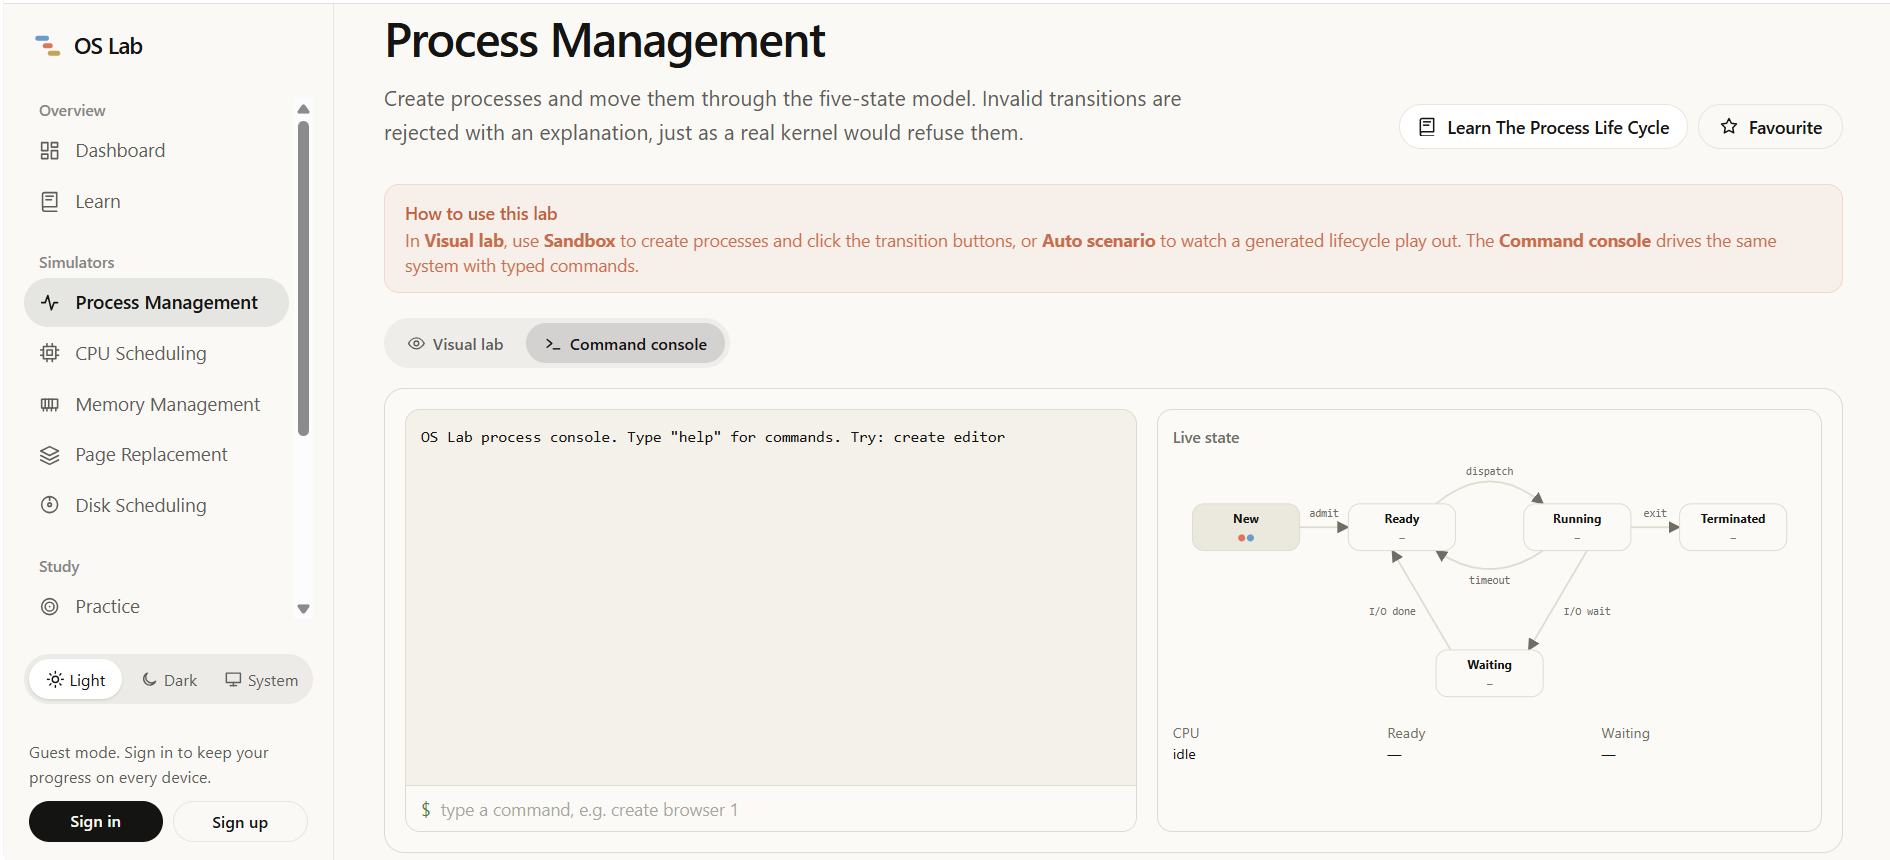 OS Lab
Overview
Dashboard
Learn
Simulators
Process Management
CPU Scheduling
Memory Management
Page Replacement
Disk Scheduling
Study
Practice
Light
Dark
System
Guest mode. Sign in to keep your
progress on every device.
Sign in
Sign up
Process Management
Create processes and move them through the five-state model. Invalid transitions are
rejected with an explanation, just as a real kernel would refuse them.
Learn The Process Life Cycle
Favourite
How to use this lab
In Visual lab, use Sandbox to create processes and click the transition buttons, or Auto scenario to watch a generated lifecycle play out. The Command console drives the same
system with typed commands.
Visual lab
>_ Command console
OS Lab process console. Type "help" for commands. Try: create editor
$ type a command, e.g. create browser 1
Live state
dispatch
New
admit
Ready
–
Running
–
exit
Terminated
–
timeout
I/O done
I/O wait
Waiting
–
CPU
idle
Ready
—
Waiting
—